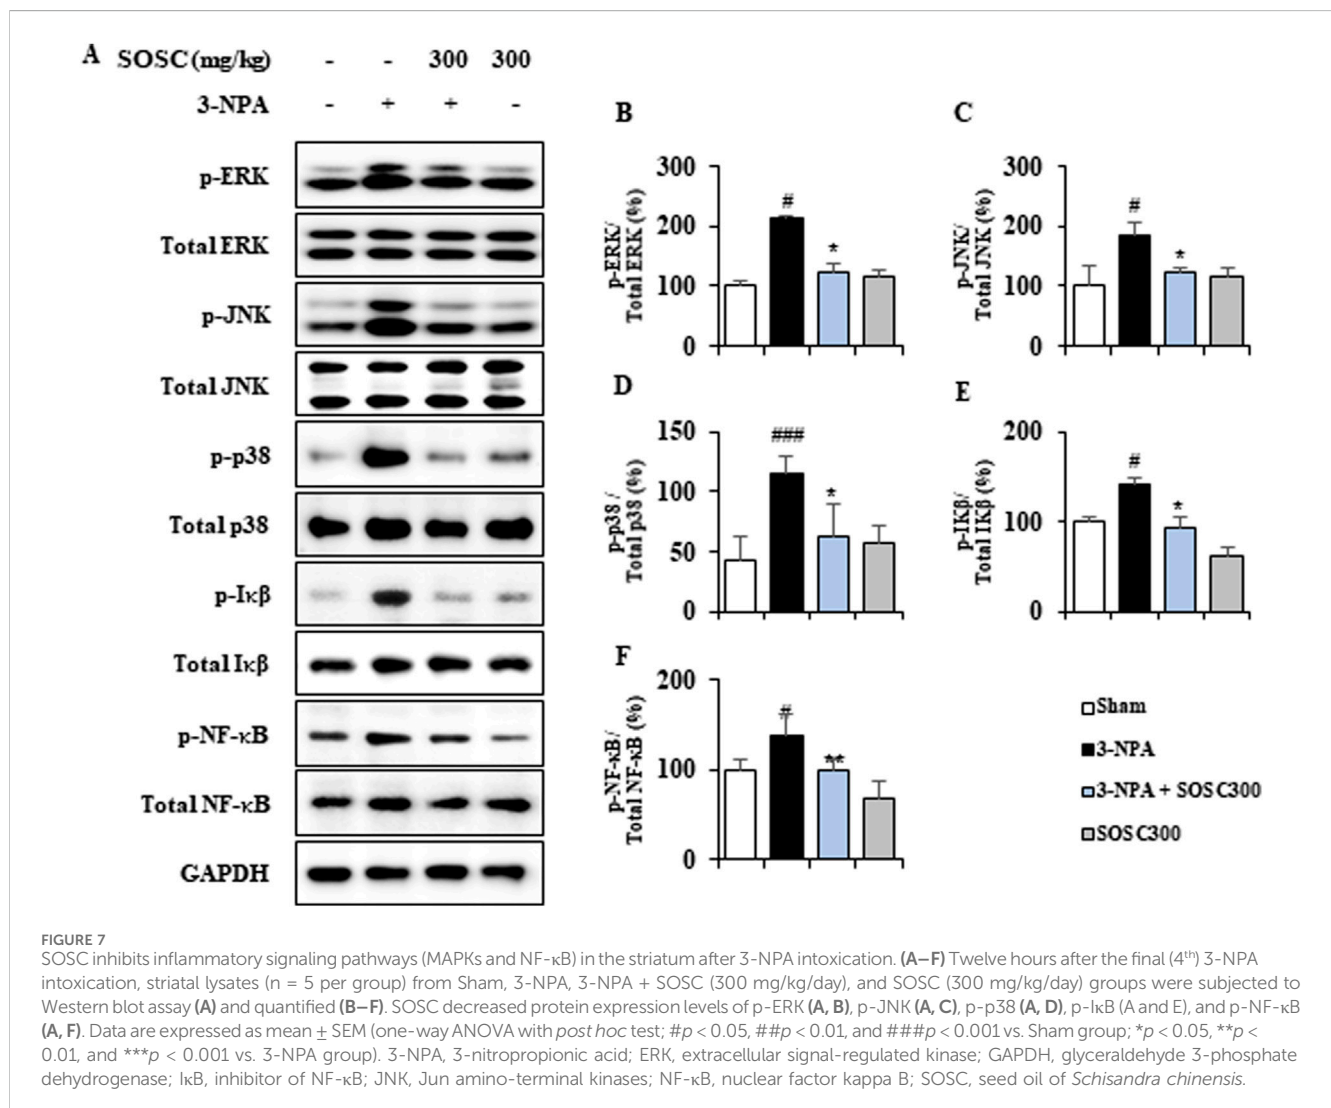 A SOSC (mg/kg) - - 300 300
3-NPA - + + -
p-ERK
Total ERK
p-JNK
Total JNK
p-p38
Total p38
p-Iκβ
Total Iκβ
p-NF-κB
Total NF-κB
GAPDH
B
p-ERK/
Total ERK (%)
300
200
100
0
#
*
C
p-JNK/
Total JNK (%)
300
200
100
0
#
*
D
p-p38 /
Total p38 (%)
150
100
50
0
###
*
E
p-IKβ/
Total IKβ (%)
200
100
0
#
*
F
p-NF-κB/
Total NF-κB (%)
200
100
0
#
**
Sham
3-NPA
3-NPA + SOSC300
SOSC300
FIGURE 7
SOSC inhibits inflammatory signaling pathways (MAPKs and NF-κB) in the striatum after 3-NPA intoxication. (A–F) Twelve hours after the final (4th) 3-NPA
intoxication, striatal lysates (n = 5 per group) from Sham, 3-NPA, 3-NPA + SOSC (300 mg/kg/day), and SOSC (300 mg/kg/day) groups were subjected to
Western blot assay (A) and quantified (B–F). SOSC decreased protein expression levels of p-ERK (A, B), p-JNK (A, C), p-p38 (A, D), p-IκB (A and E), and p-NF-κB
(A, F). Data are expressed as mean ± SEM (one-way ANOVA with post hoc test; #p < 0.05, ##p < 0.01, and ###p < 0.001 vs. Sham group; *p < 0.05, **p <
0.01, and ***p < 0.001 vs. 3-NPA group). 3-NPA, 3-nitropropionic acid; ERK, extracellular signal-regulated kinase; GAPDH, glyceraldehyde 3-phosphate
dehydrogenase; IκB, inhibitor of NF-κB; JNK, Jun amino-terminal kinases; NF-κB, nuclear factor kappa B; SOSC, seed oil of Schisandra chinensis.